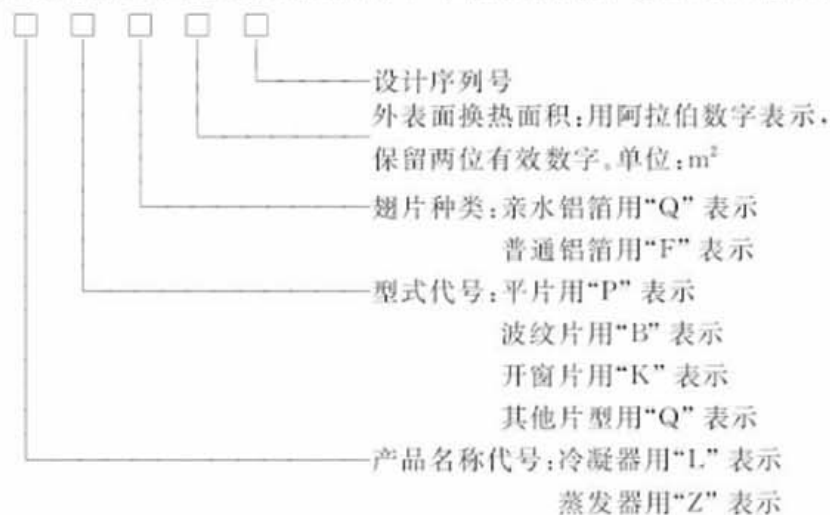 设计序列号
外表面换热面积:用阿拉伯数字表示,
保留两位有效数字。单位:m²
翅片种类:亲水铝箔用“Q”表示
普通铝箔用“F”表示
型式代号:平片用“P”表示
波纹片用“B”表示
开窗片用“K”表示
其他片型用“Q”表示
产品名称代号:冷凝器用“L”表示
蒸发器用“Z”表示